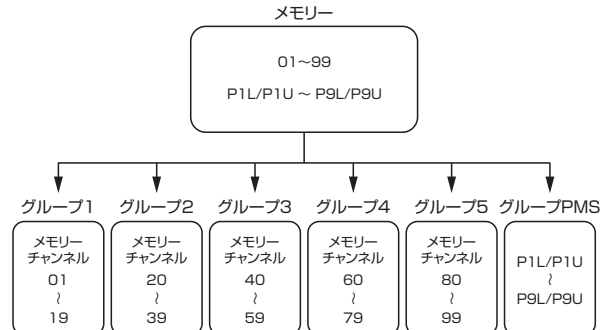 メモリー
01～99
P1L/P1U ～ P9L/P9U
グループ1
メモリー
チャンネル
01
～
19
グループ2
メモリー
チャンネル
20
～
39
グループ3
メモリー
チャンネル
40
～
59
グループ4
メモリー
チャンネル
60
～
79
グループ5
メモリー
チャンネル
80
～
99
グループPMS
P1L/P1U
～
P9L/P9U